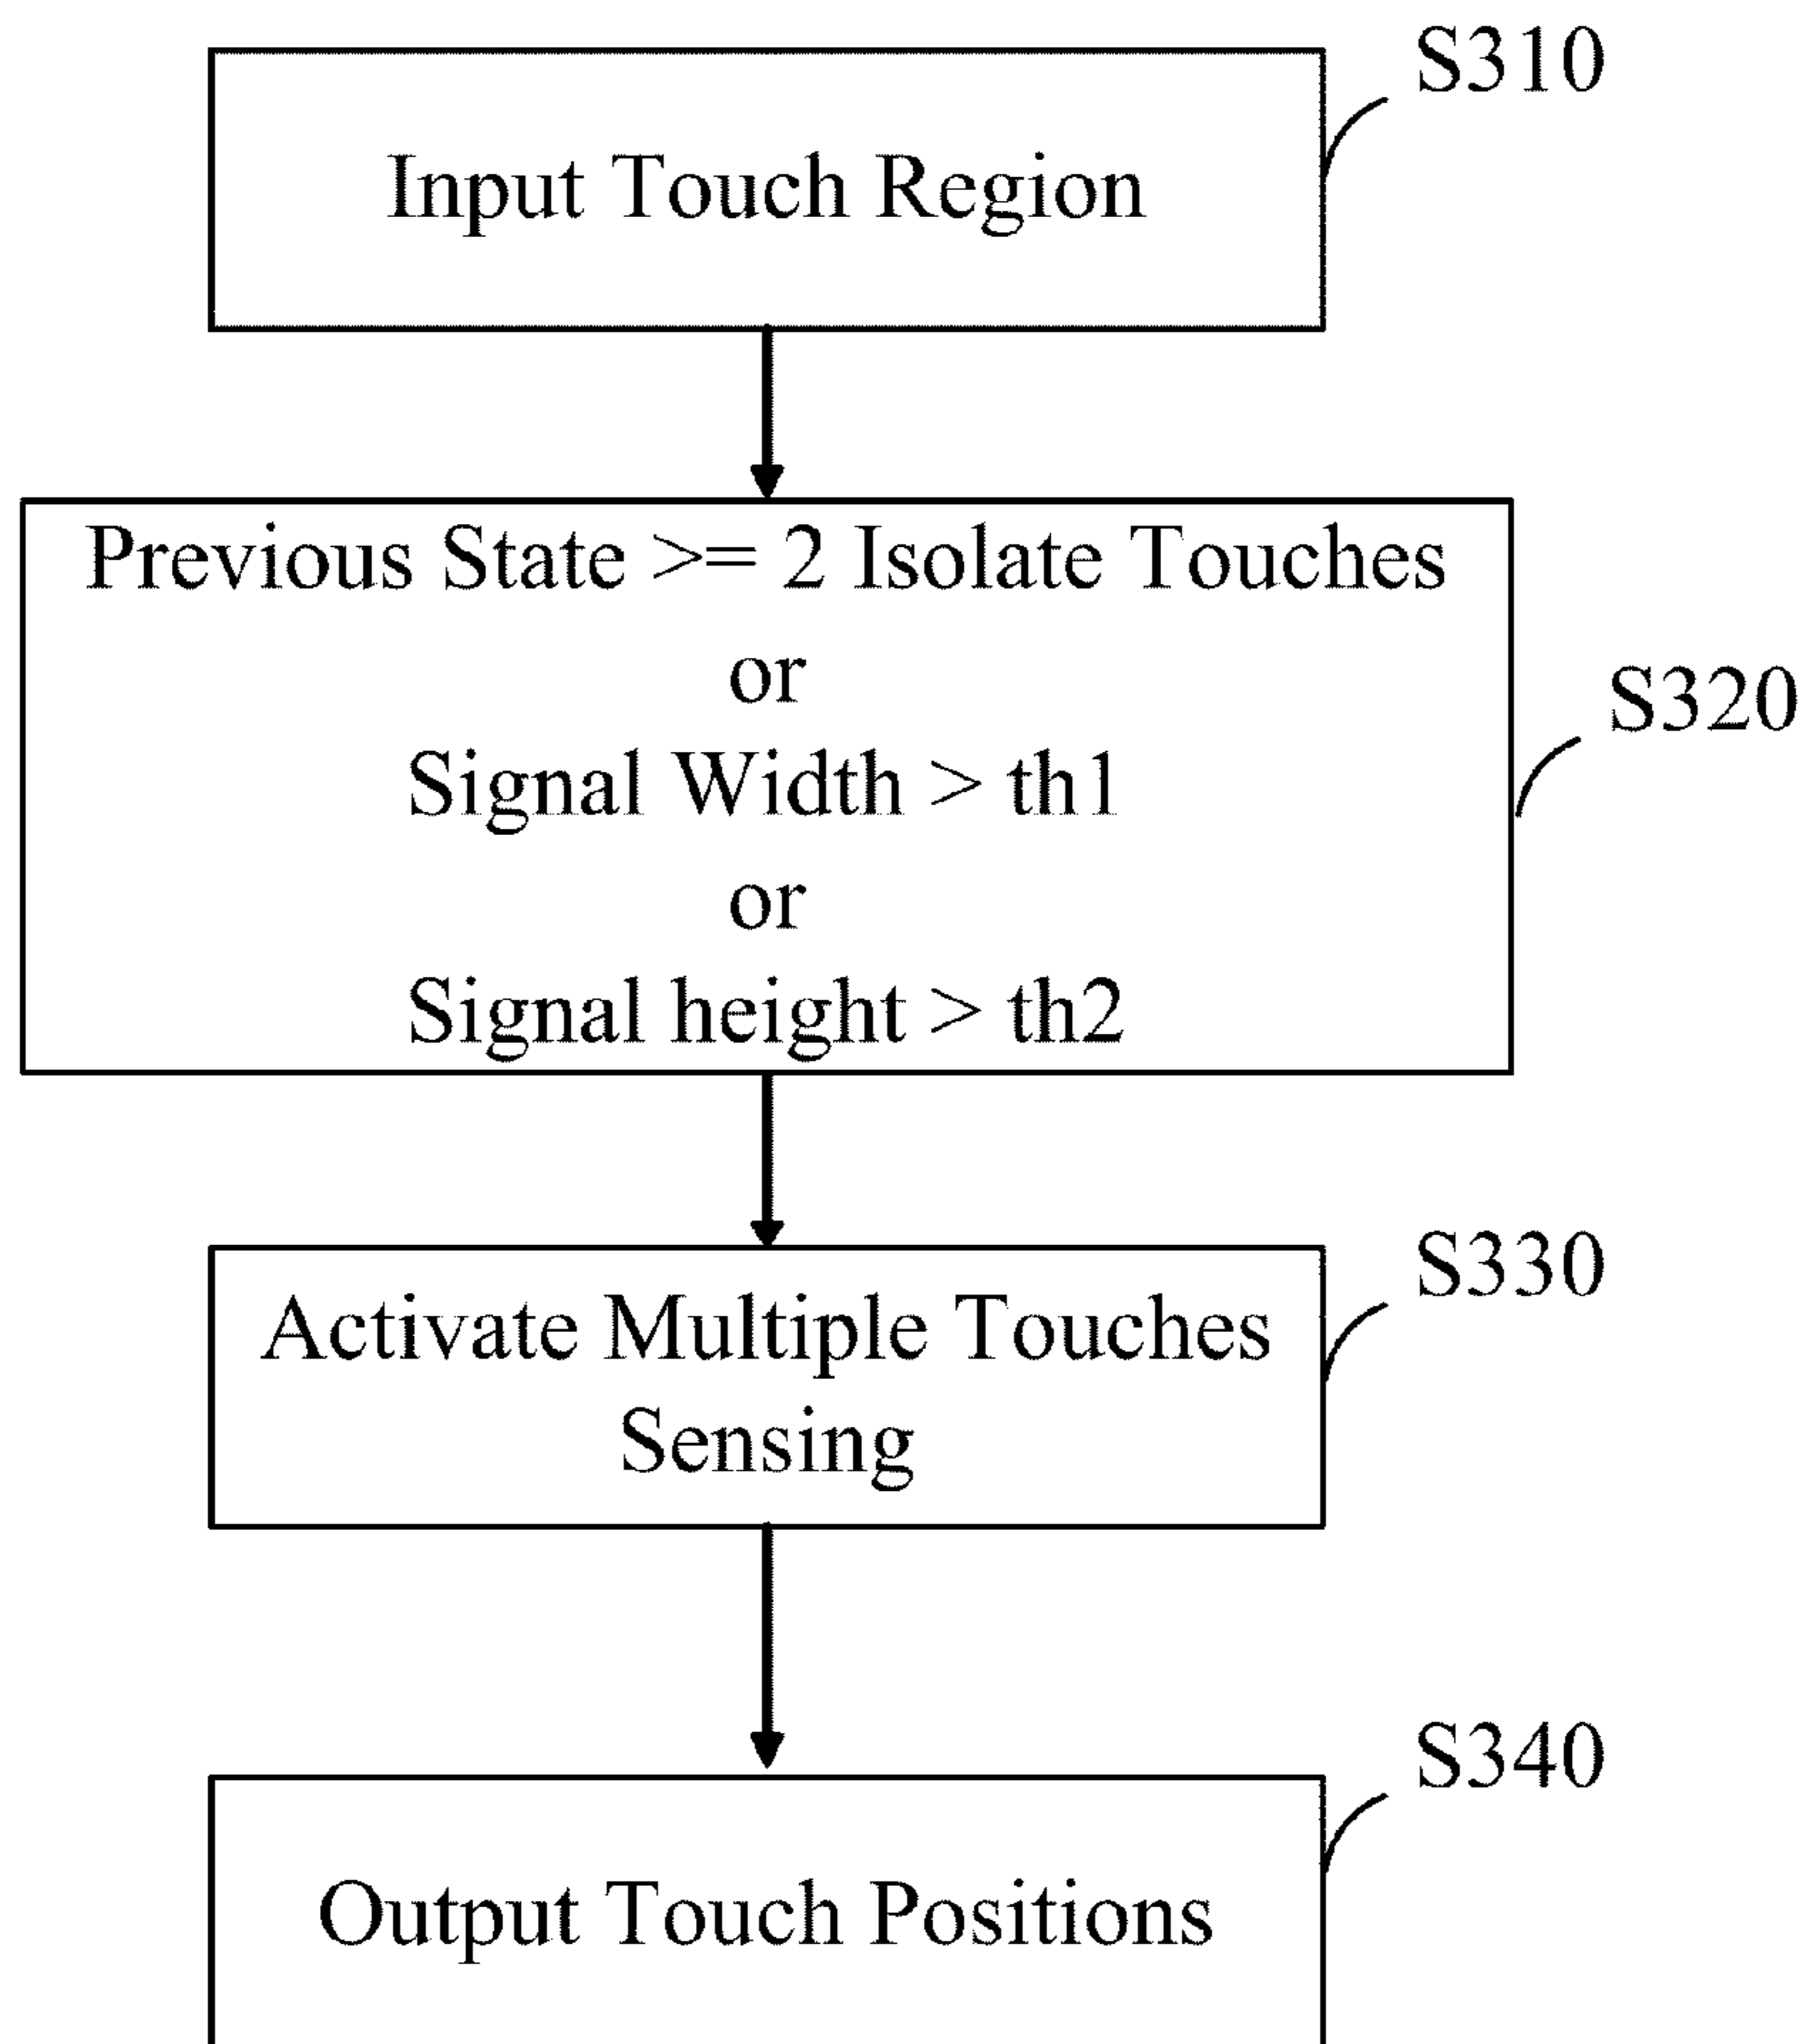 S310
Input Touch Region
Previous State >= 2 Isolate Touches
or
S320
Signal Width > th1
or
Signal height > th2
S330
Activate Multiple Touches
Sensing
S340
Output Touch Positions